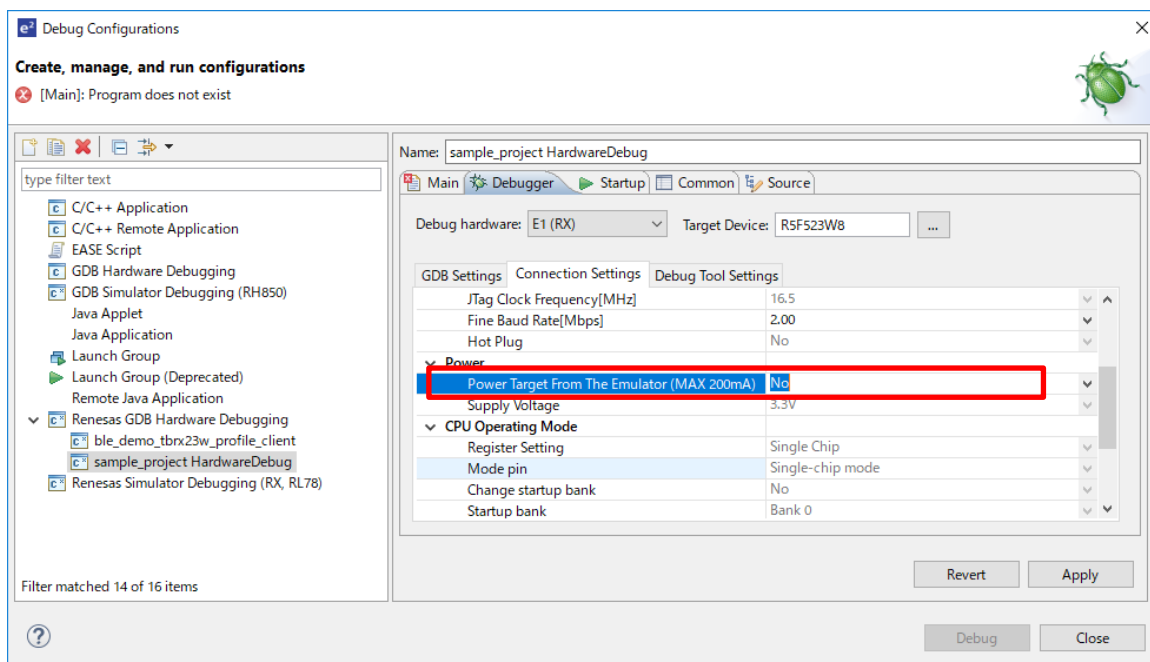 e² Debug Configurations
Create, manage, and run configurations
[Main]: Program does not exist
type filter text
C/C++ Application
C/C++ Remote Application
EASE Script
GDB Hardware Debugging
GDB Simulator Debugging (RH850)
Java Applet
Java Application
Launch Group
Launch Group (Deprecated)
Remote Java Application
Renesas GDB Hardware Debugging
ble_demo_tbrx23w_profile_client
sample_project HardwareDebug
Renesas Simulator Debugging (RX, RL78)
Filter matched 14 of 16 items
Name: sample_project HardwareDebug
Main Debugger Startup Common Source
Debug hardware: E1 (RX) Target Device: R5F523W8 ...
GDB Settings Connection Settings Debug Tool Settings
JTag Clock Frequency[MHz] 16.5
Fine Baud Rate[Mbps] 2.00
Hot Plug No
Power
Power Target From The Emulator (MAX 200mA) No
Supply Voltage 3.3V
CPU Operating Mode
Register Setting Single Chip
Mode pin Single-chip mode
Change startup bank No
Startup bank Bank 0
Revert Apply
? Debug Close